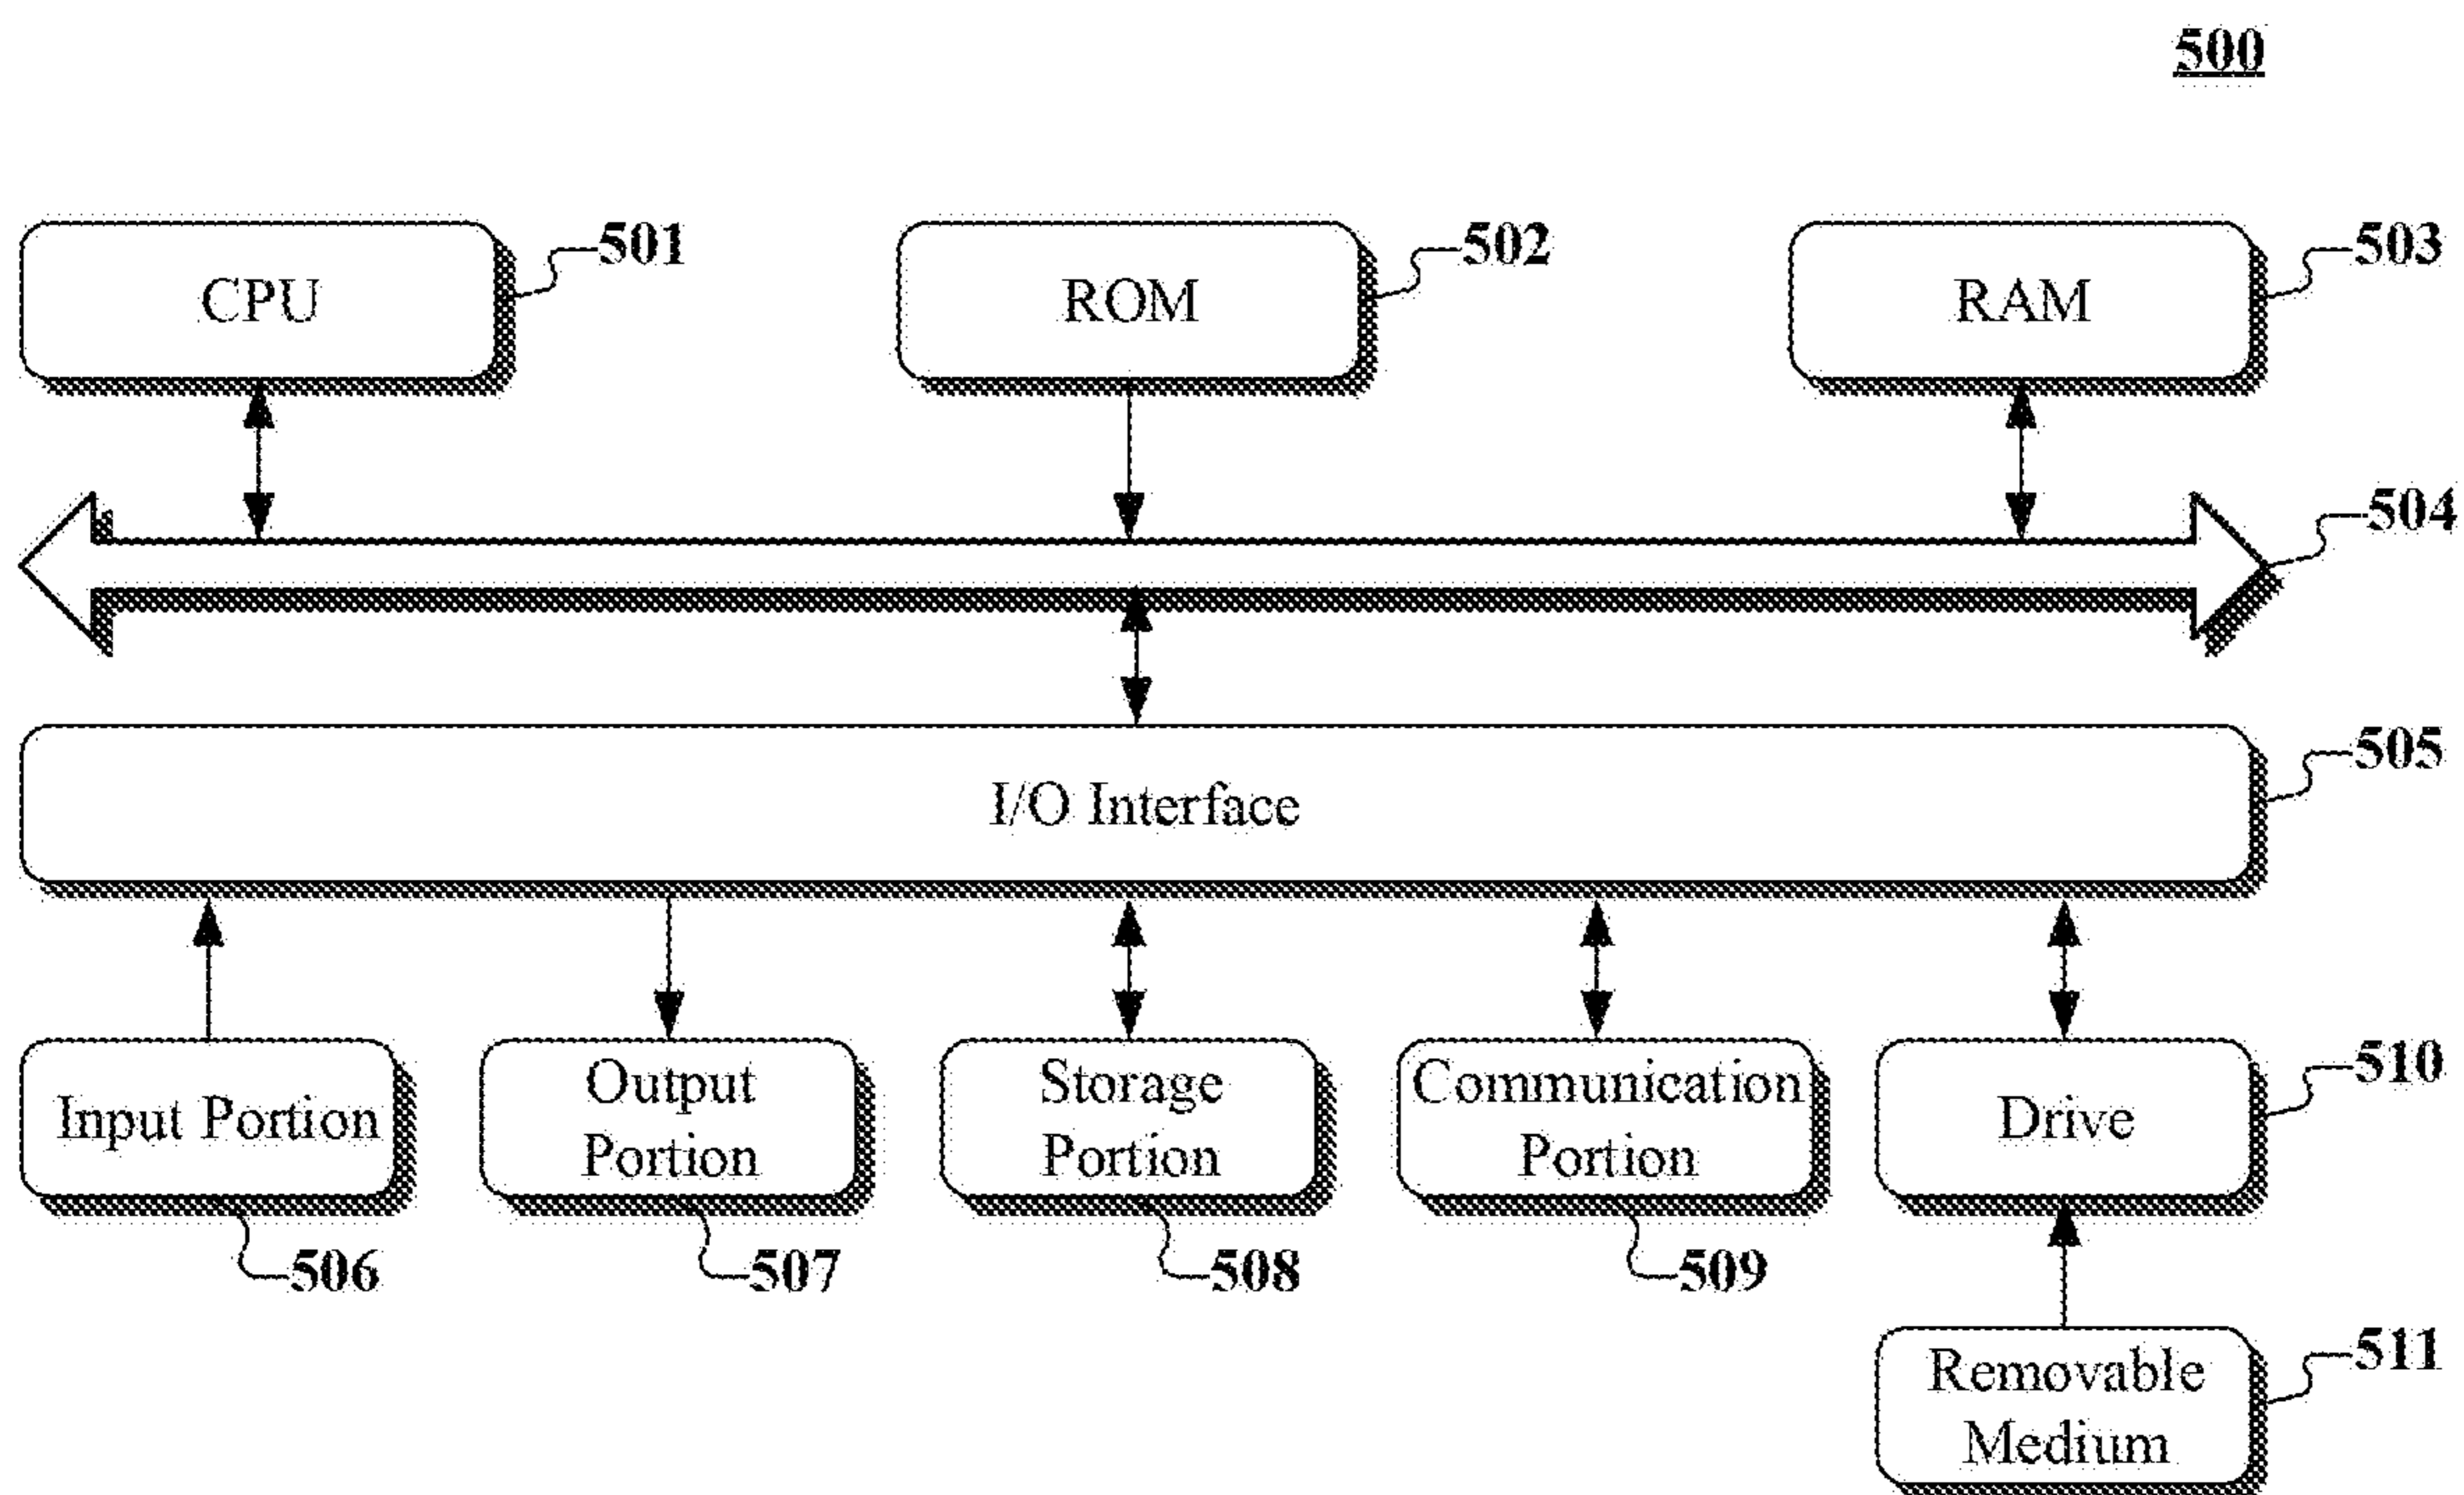 500
CPU
501
ROM
502
RAM
503
504
I/O Interface
505
Input Portion
506
Output
Portion
507
Storage
Portion
508
Communication
Portion
509
Drive
510
Removable
Medium
511